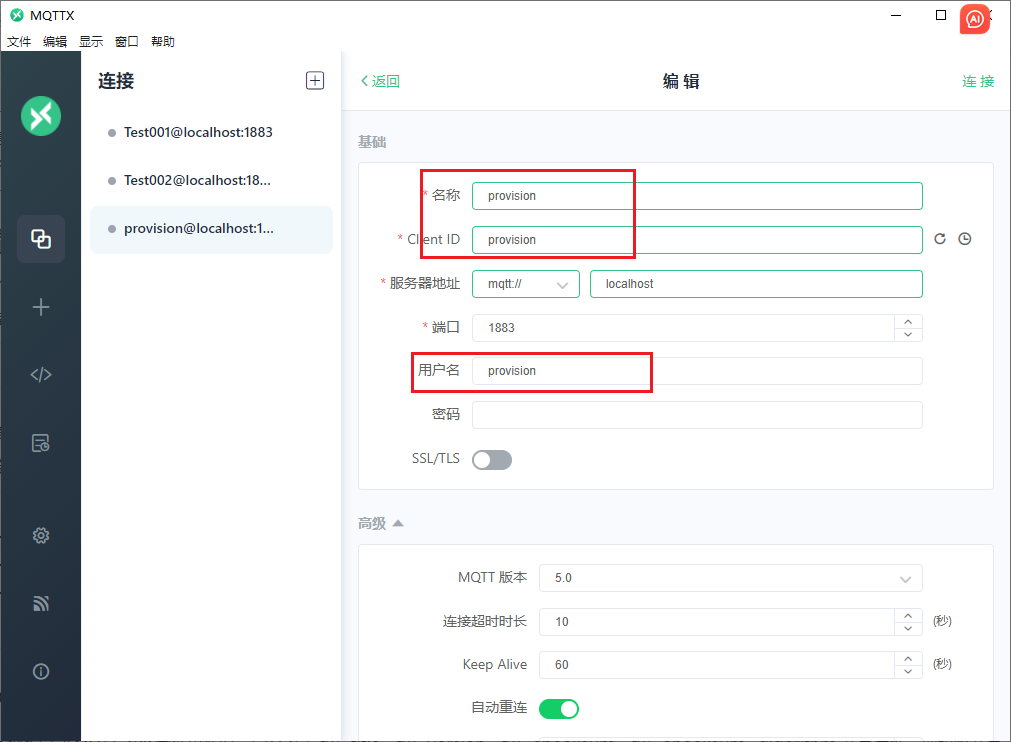 MQTTX
文件 编辑 显示 窗口 帮助
AI
连接
Test001@localhost:1883
Test002@localhost:18...
provision@localhost:1...
返回
编辑
连接
基础
* 名称 provision
* Client ID provision
* 服务器地址 mqtt:// localhost
* 端口 1883
用户名 provision
密码
SSL/TLS
高级
MQTT 版本 5.0
连接超时时长 10 (秒)
Keep Alive 60 (秒)
自动重连